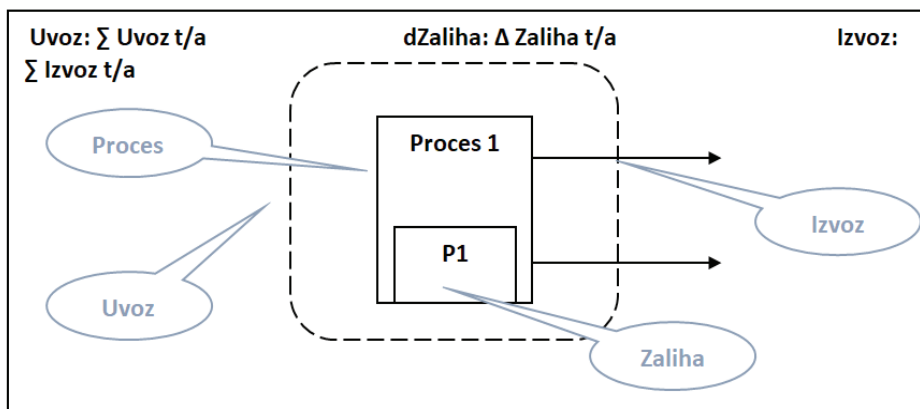 Uvoz: ∑ Uvoz t/a dZaliha: Δ Zaliha t/a Izvoz:
∑ Izvoz t/a
Proces
Proces 1
Izvoz
P1
Uvoz
Zaliha